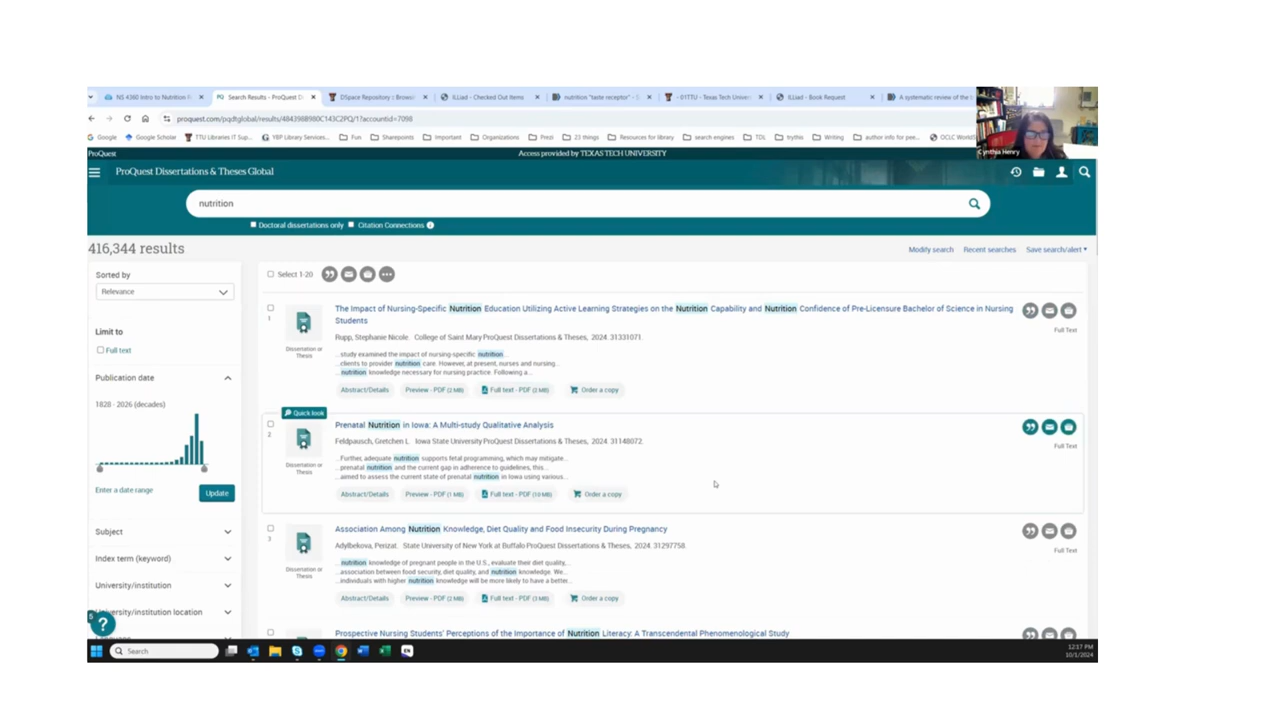 NS 4380 Intro to Nutrition R
Search Results - ProQuest Di
DSpace Repository :: Browsi
ILLiad - Checked Out Items
nutrition "taste receptor" - S
- 01TTU - Texas Tech Univers
ILLiad - Book Request
A systematic review of the
proquest.com/pqdtglobal/results/4843988980C143C2PQ/1?accountid=7098
Google
Google Scholar
TTU Libraries IT Sup...
YBP Library Services...
Fun
Sharepoints
Important
Organizations
Prezi
23 things
Resources for library
search engines
TDL
trythis
Writing
author info for pee...
OCLC WorldS
Cynthia Henry
ProQuest
Access provided by TEXAS TECH UNIVERSITY
ProQuest Dissertations & Theses Global
nutrition
Doctoral dissertations only
Citation Connections
416,344 results
Modify search
Recent searches
Save search/alert
Sorted by
Relevance
Limit to
Full text
Publication date
1820 - 2026 (decades)
Enter a date range
Update
Subject
Index term (keyword)
University/institution
University/institution location
5
?
Select 1-20
1
The Impact of Nursing-Specific Nutrition Education Utilizing Active Learning Strategies on the Nutrition Capability and Nutrition Confidence of Pre-Licensure Bachelor of Science in Nursing
Students
Rupp, Stephanie Nicole. College of Saint Mary ProQuest Dissertations & Theses, 2024. 31331071.
Dissertation or
Thesis
...study examined the impact of nursing-specific nutrition...
...clients to provide nutrition care. However, at present, nurses and nursing...
...nutrition knowledge necessary for nursing practice. Following a...
Abstract/Details
Preview - PDF (2 MB)
Full text - PDF (3 MB)
Order a copy
Full Text
Quick look
2
Prenatal Nutrition in Iowa: A Multi-study Qualitative Analysis
Feldpausch, Gretchen L. Iowa State University ProQuest Dissertations & Theses, 2024. 31148072.
Dissertation or
Thesis
...Further, adequate nutrition supports fetal programming, which may mitigate...
...prenatal nutrition and the current gap in adherence to guidelines, this...
...aimed to assess the current state of prenatal nutrition in Iowa using various...
Abstract/Details
Preview - PDF (1 MB)
Full text - PDF (10 MB)
Order a copy
Full Text
3
Association Among Nutrition Knowledge, Diet Quality and Food Insecurity During Pregnancy
Adylbekova, Perizat. State University of New York at Buffalo ProQuest Dissertations & Theses, 2024. 31297758.
Dissertation or
Thesis
...nutrition knowledge of pregnant people in the U.S., evaluate their diet quality,...
...association between food security, diet quality, and nutrition knowledge. We...
...individuals with higher nutrition knowledge will be more likely to have a better...
Abstract/Details
Preview - PDF (2 MB)
Full text - PDF (3 MB)
Order a copy
Full Text
Prospective Nursing Students' Perceptions of the Importance of Nutrition Literacy: A Transcendental Phenomenological Study
Search
12:17 PM
10/1/2024